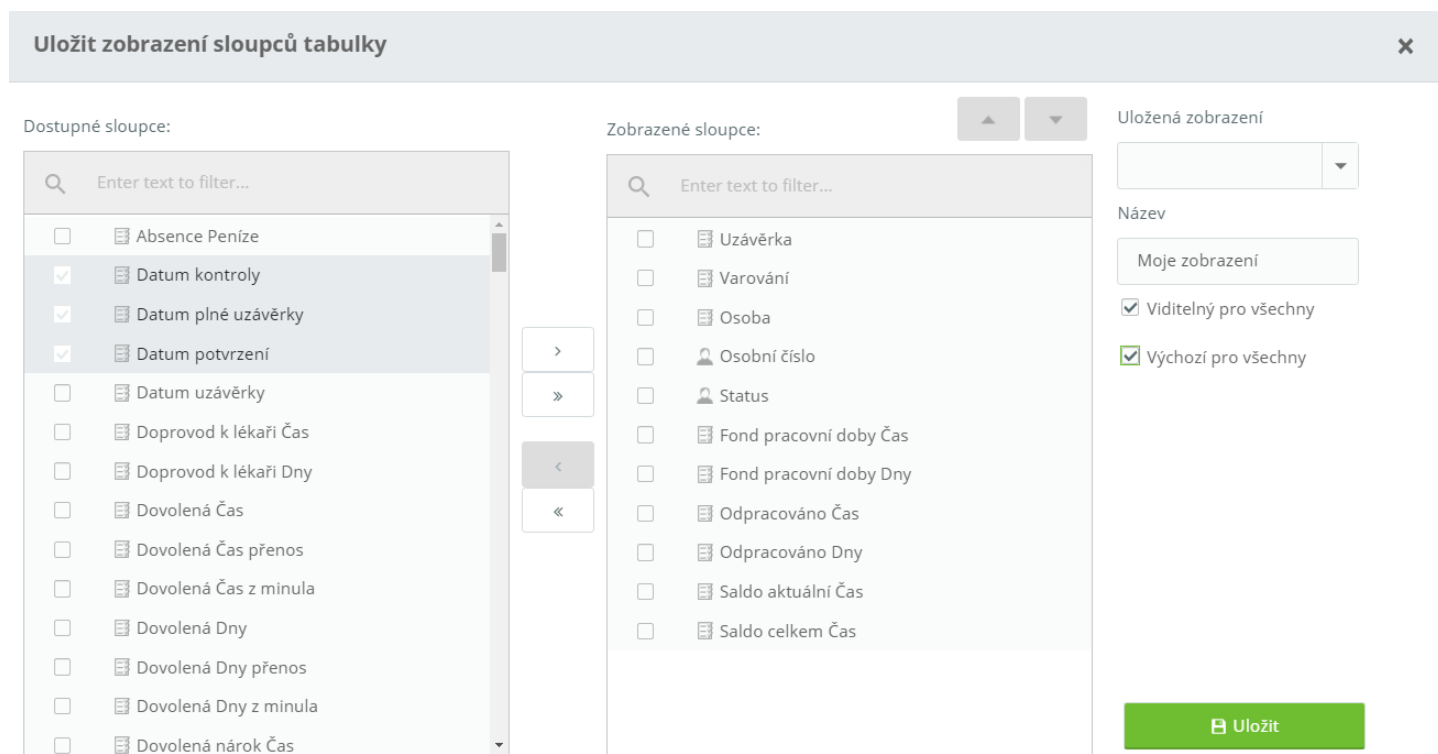 Uložit zobrazení sloupců tabulky
Dostupné sloupce:
Enter text to filter...
Absence Peníze
Datum kontroly
Datum plné uzávěrky
Datum potvrzení
Datum uzávěrky
Doprovod k lékaři Čas
Doprovod k lékaři Dny
Dovolená Čas
Dovolená Čas přenos
Dovolená Čas z minula
Dovolená Dny
Dovolená Dny přenos
Dovolená Dny z minula
Dovolená nárok Čas
Zobrazené sloupce:
Enter text to filter...
Uzávěrka
Varování
Osoba
Osobní číslo
Status
Fond pracovní doby Čas
Fond pracovní doby Dny
Odpracováno Čas
Odpracováno Dny
Saldo aktuální Čas
Saldo celkem Čas
Uložená zobrazení
Název
Moje zobrazení
Viditelný pro všechny
Výchozí pro všechny
Uložit